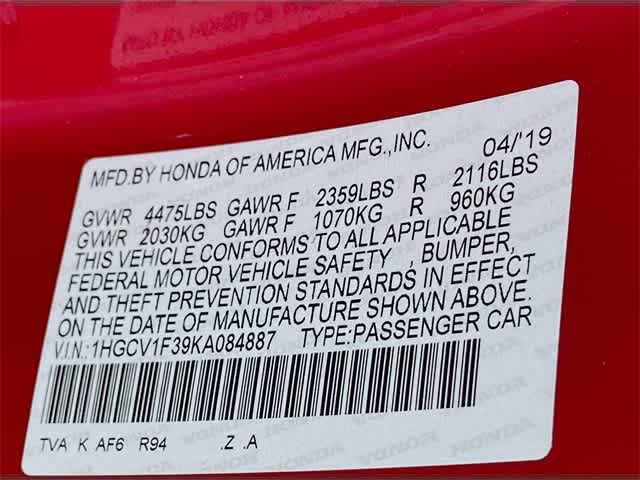 MFD.BY HONDA OF AMERICA MFG.,INC. 04/'19
GVWR 4475LBS GAWR F 2359LBS R 2116LBS
GVWR 2030KG GAWR F 1070KG R 960KG
THIS VEHICLE CONFORMS TO ALL APPLICABLE
FEDERAL MOTOR VEHICLE SAFETY , BUMPER,
AND THEFT PREVENTION STANDARDS IN EFFECT
ON THE DATE OF MANUFACTURE SHOWN ABOVE.
V.I.N.:1HGCV1F39KA084887 TYPE:PASSENGER CAR
TVA K AF6 R94 .Z .A